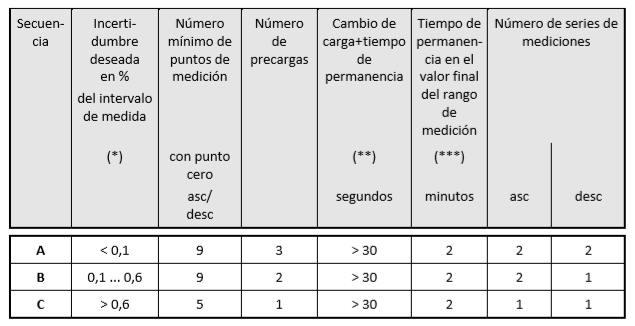 Secuen-
cia
Incerti-
dumbre
deseada
en %
del intervalo
de medida
(*)
Número
mínimo de
puntos de
medición
con punto
cero
asc/
desc
Número
de
precargas
Cambio de
carga+tiempo
de
permanencia
(**)
segundos
Tiempo de
permanen-
cia en el
valor final
del rango
de
medición
(***)
minutos
Número de series de
mediciones
asc
desc
A < 0,1 9 3 > 30 2 2 2
B 0,1 ... 0,6 9 2 > 30 2 2 1
C > 0,6 5 1 > 30 2 1 1